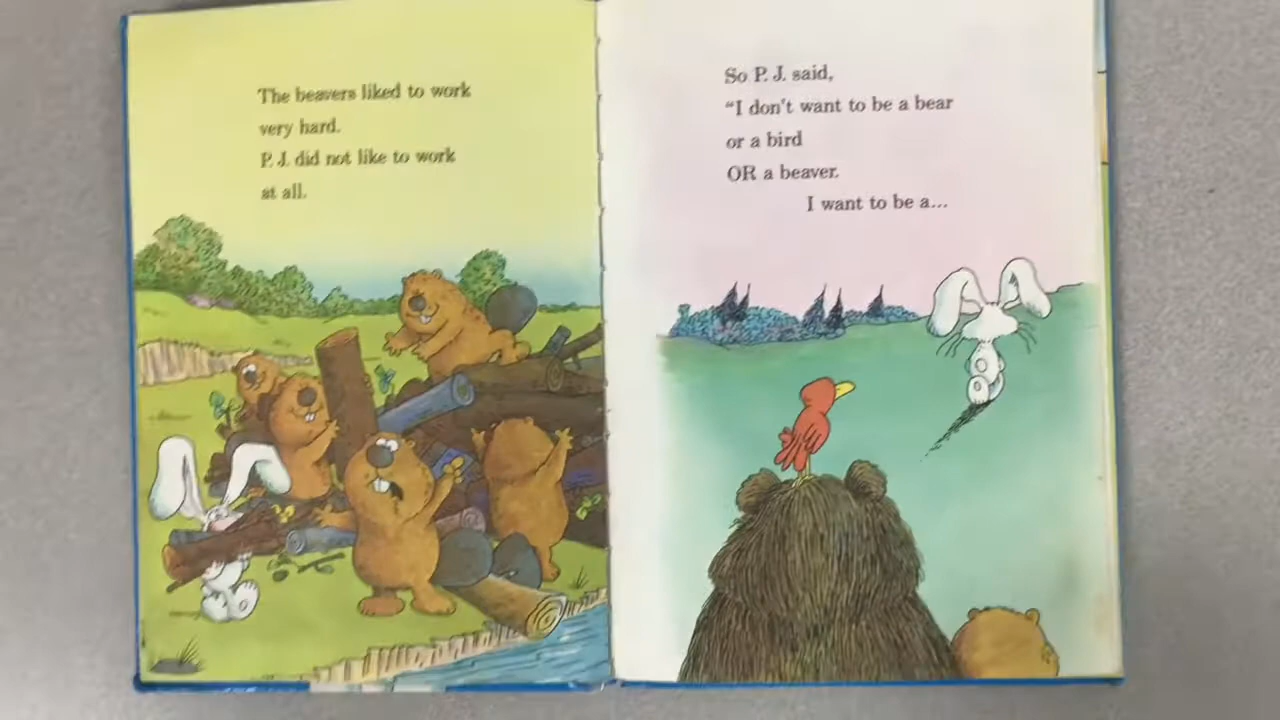 The beavers liked to work
very hard.
P. J. did not like to work
at all.
So P. J. said,
"I don't want to be a bear
or a bird
OR a beaver.
I want to be a...